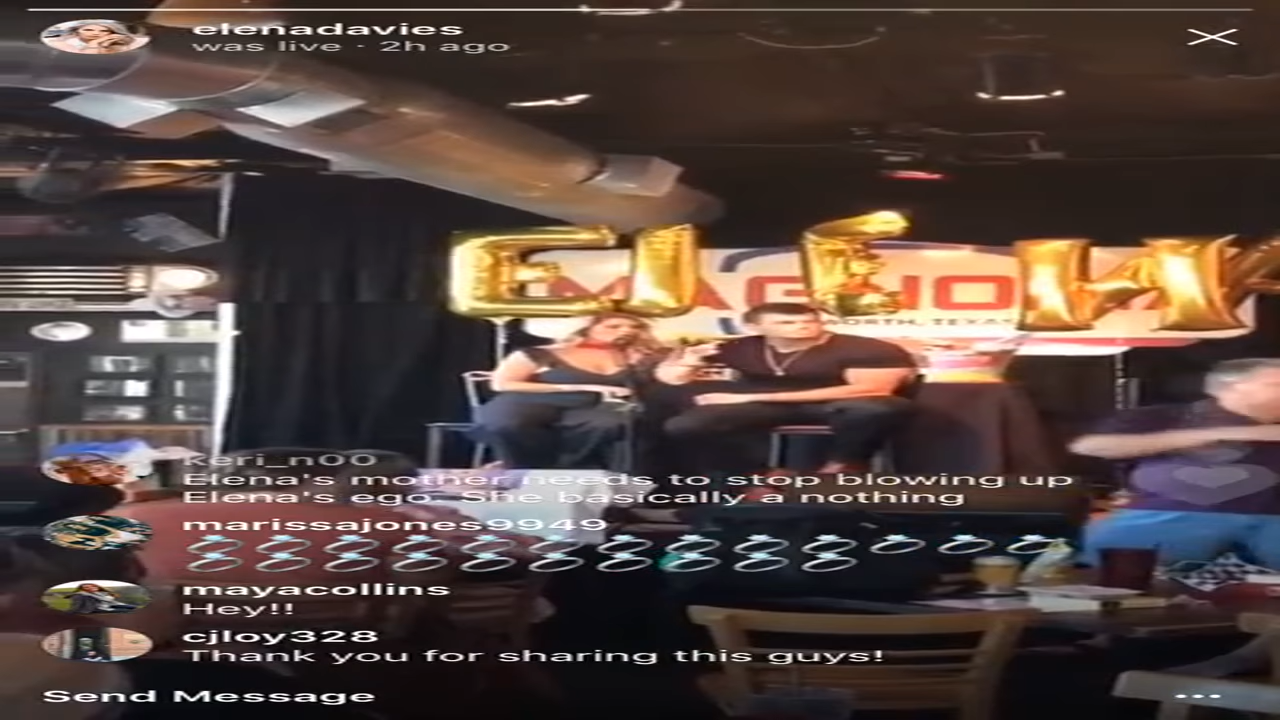 elenadavies
was live · 2h ago
keri_n00
Elena's mother needs to stop blowing up
Elena's ego. She basically a nothing
marissajones9949
mayacollins
Hey!!
cjloy328
Thank you for sharing this guys!
Send Message